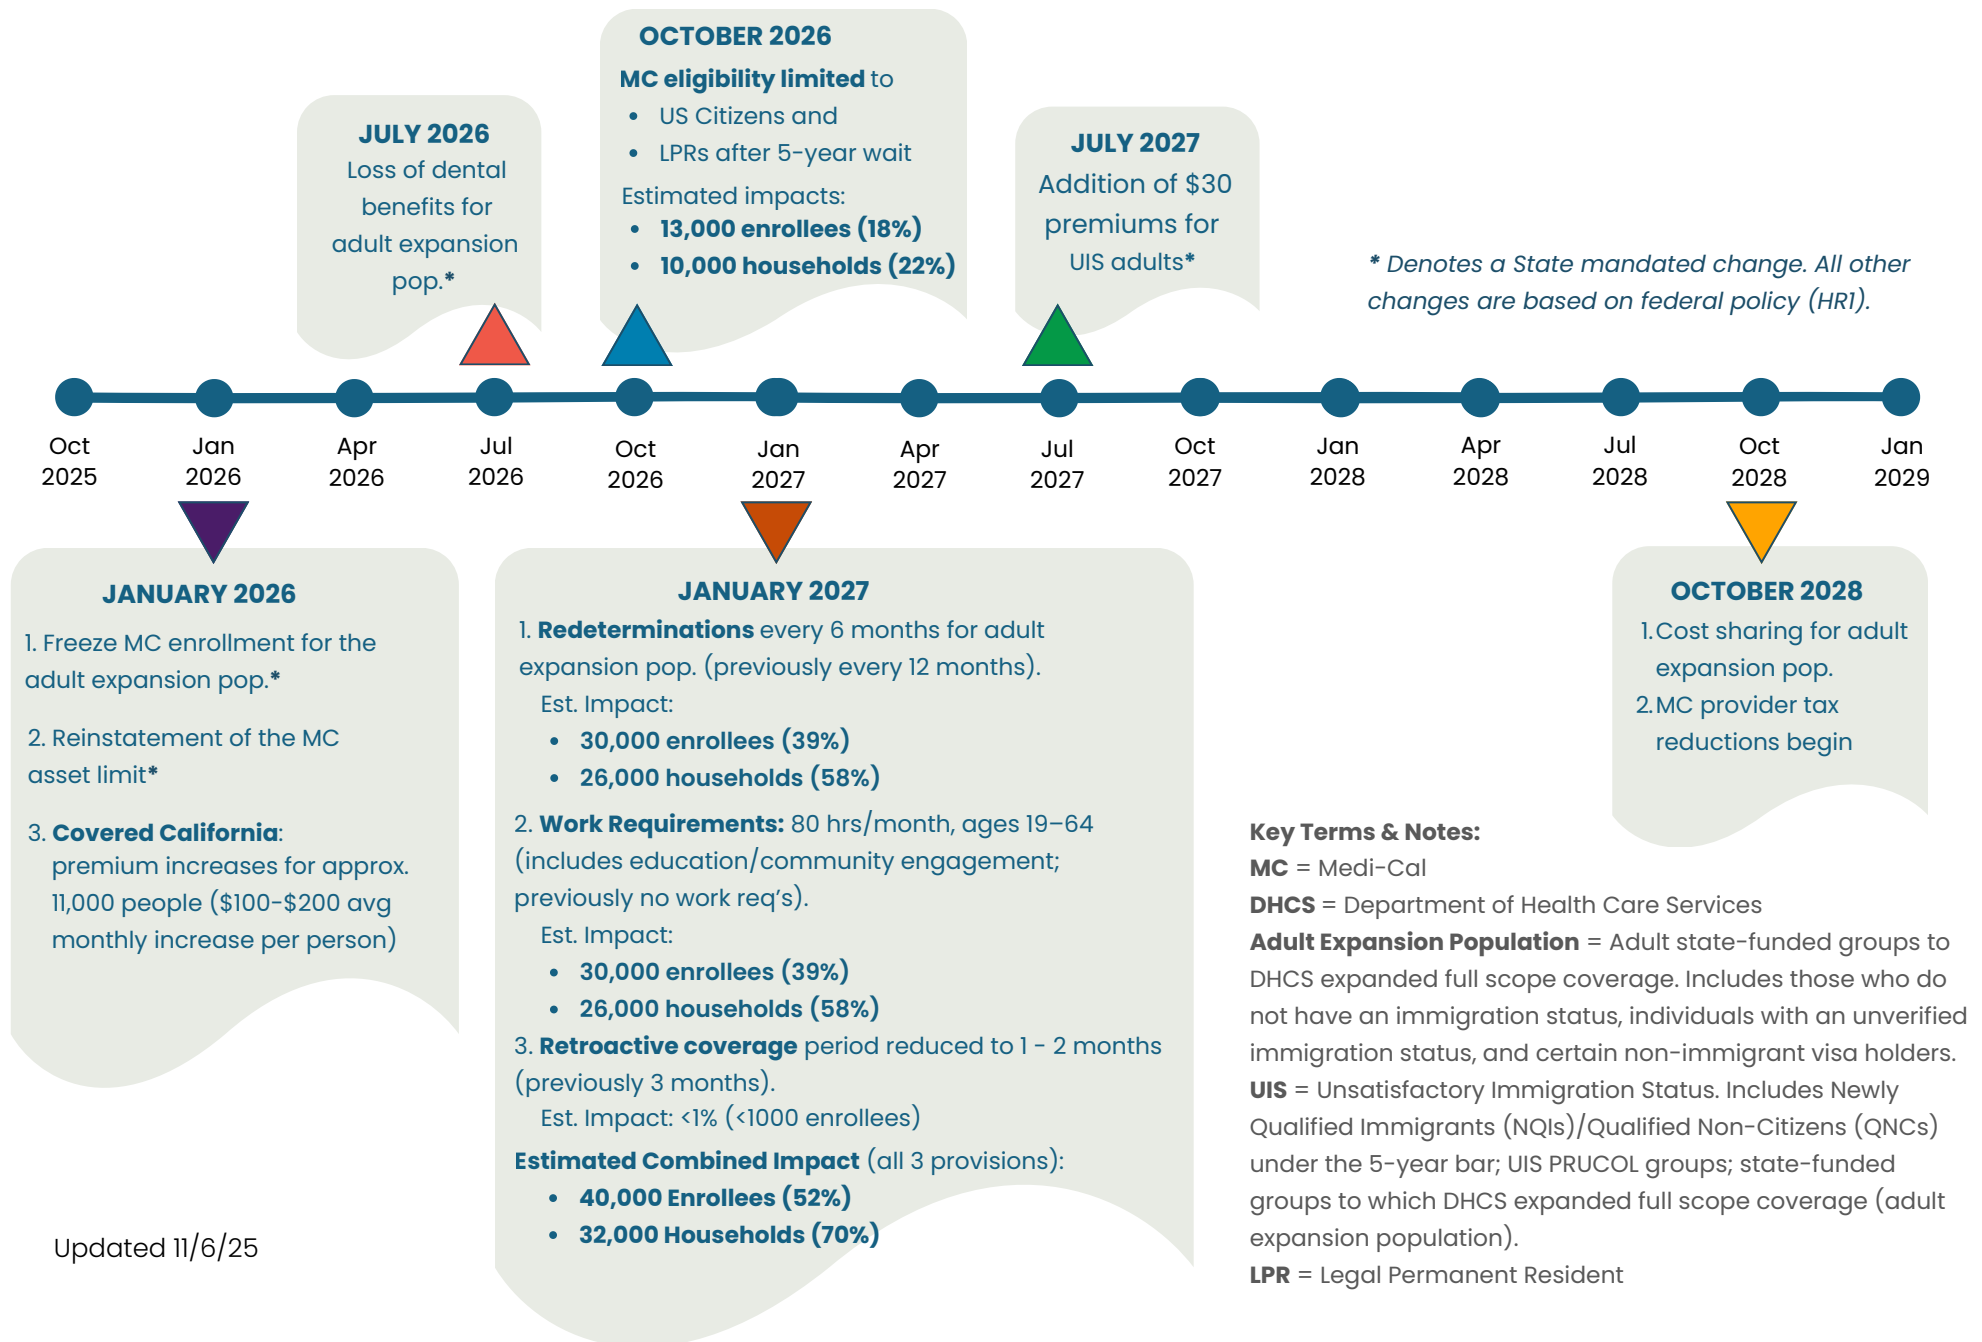 OCTOBER 2026
MC eligibility limited to
• US Citizens and
• LPRs after 5-year wait
Estimated impacts:
• 13,000 enrollees (18%)
• 10,000 households (22%)
JULY 2026
Loss of dental
benefits for
adult expansion
pop.*
JULY 2027
Addition of $30
premiums for
UIS adults*
* Denotes a State mandated change. All other
changes are based on federal policy (HR1).
Oct
2025
Jan
2026
Apr
2026
Jul
2026
Oct
2026
Jan
2027
Apr
2027
Jul
2027
Oct
2027
Jan
2028
Apr
2028
Jul
2028
Oct
2028
Jan
2029
JANUARY 2026
1. Freeze MC enrollment for the
adult expansion pop.*
2. Reinstatement of the MC
asset limit*
3. Covered California:
premium increases for approx.
11,000 people ($100-$200 avg
monthly increase per person)
JANUARY 2027
1. Redeterminations every 6 months for adult
expansion pop. (previously every 12 months).
Est. Impact:
• 30,000 enrollees (39%)
• 26,000 households (58%)
2. Work Requirements: 80 hrs/month, ages 19–64
(includes education/community engagement;
previously no work req's).
Est. Impact:
• 30,000 enrollees (39%)
• 26,000 households (58%)
3. Retroactive coverage period reduced to 1 - 2 months
(previously 3 months).
Est. Impact: <1% (<1000 enrollees)
Estimated Combined Impact (all 3 provisions):
• 40,000 Enrollees (52%)
• 32,000 Households (70%)
OCTOBER 2028
1. Cost sharing for adult
expansion pop.
2. MC provider tax
reductions begin
Key Terms & Notes:
MC = Medi-Cal
DHCS = Department of Health Care Services
Adult Expansion Population = Adult state-funded groups to
DHCS expanded full scope coverage. Includes those who do
not have an immigration status, individuals with an unverified
immigration status, and certain non-immigrant visa holders.
UIS = Unsatisfactory Immigration Status. Includes Newly
Qualified Immigrants (NQIs)/Qualified Non-Citizens (QNCs)
under the 5-year bar; UIS PRUCOL groups; state-funded
groups to which DHCS expanded full scope coverage (adult
expansion population).
LPR = Legal Permanent Resident
Updated 11/6/25